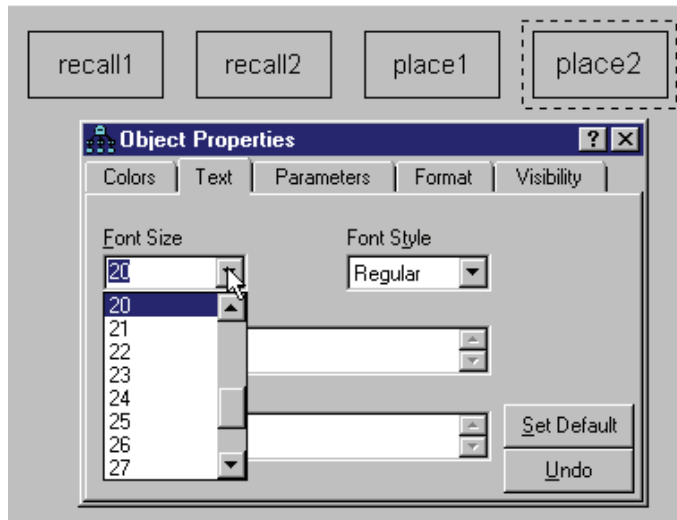 recall1 recall2 place1 place2
Object Properties ?
Colors Text Parameters Format Visibility
Font Size Font Style
20 Regular
20
21
22
23
24
25 Set Default
26
27 Undo